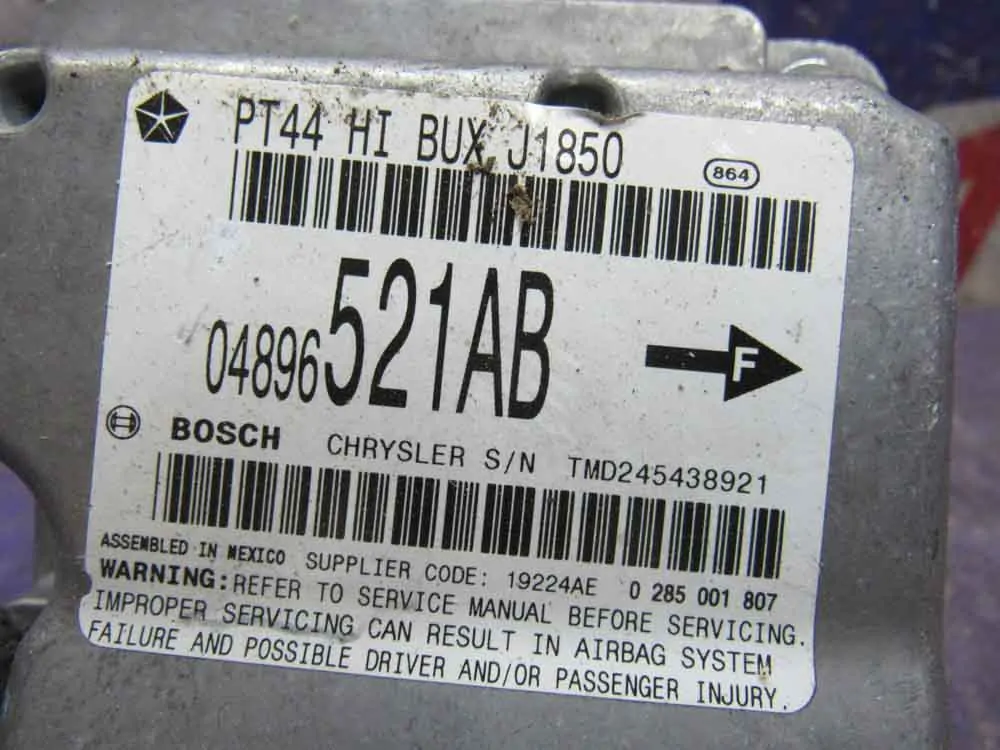 PT44 HI BUX J1850
864
04896521AB
F
BOSCH CHRYSLER S/N TMD245438921
ASSEMBLED IN MEXICO SUPPLIER CODE: 19224AE 0 285 001 807
WARNING: REFER TO SERVICE MANUAL BEFORE SERVICING.
IMPROPER SERVICING CAN RESULT IN AIRBAG SYSTEM
FAILURE AND POSSIBLE DRIVER AND/OR PASSENGER INJURY.